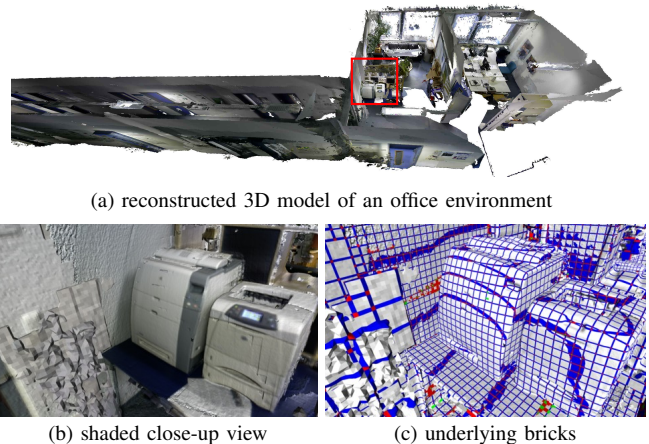 (a) reconstructed 3D model of an office environment
(b) shaded close-up view
(c) underlying bricks